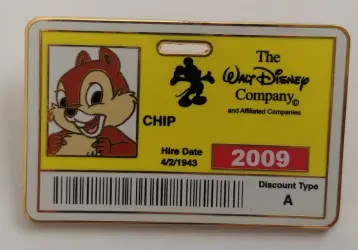 The
Walt Disney
Company©
and Affiliated Companies
CHIP
Hire Date
4/2/1943
2009
Discount Type
A